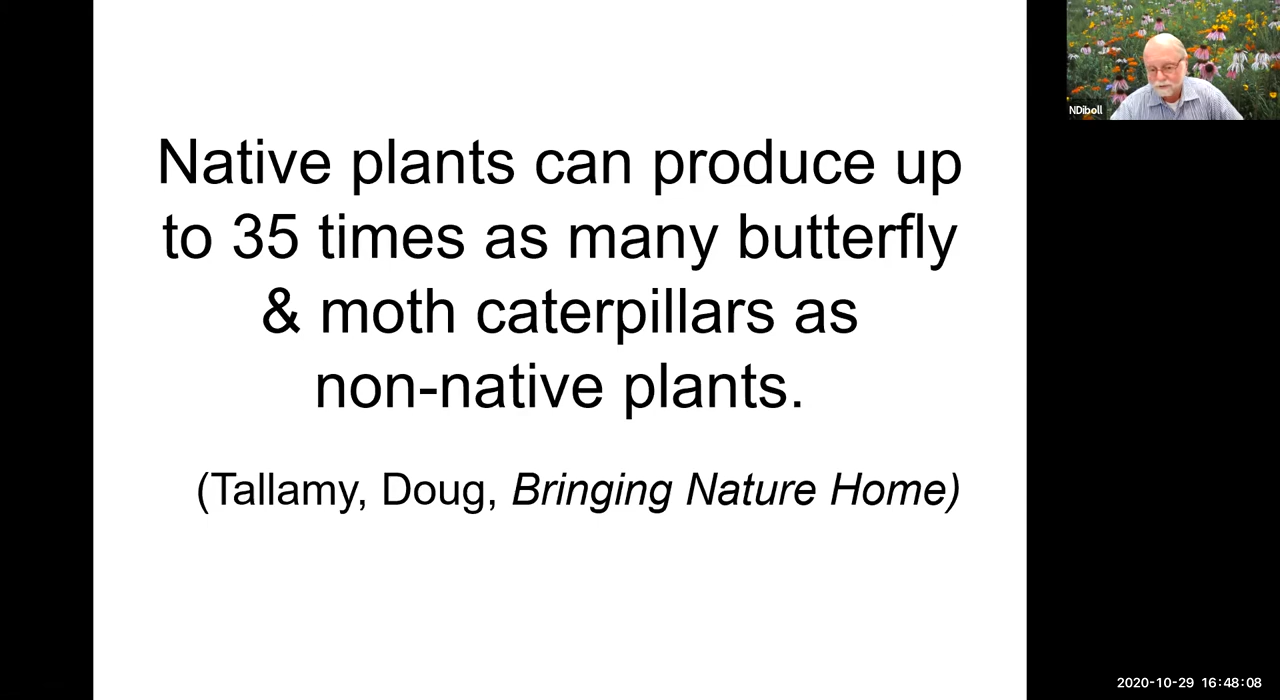 Native plants can produce up
to 35 times as many butterfly
& moth caterpillars as
non-native plants.
(Tallamy, Doug, Bringing Nature Home)
NDiboll
2020-10-29 16:48:08